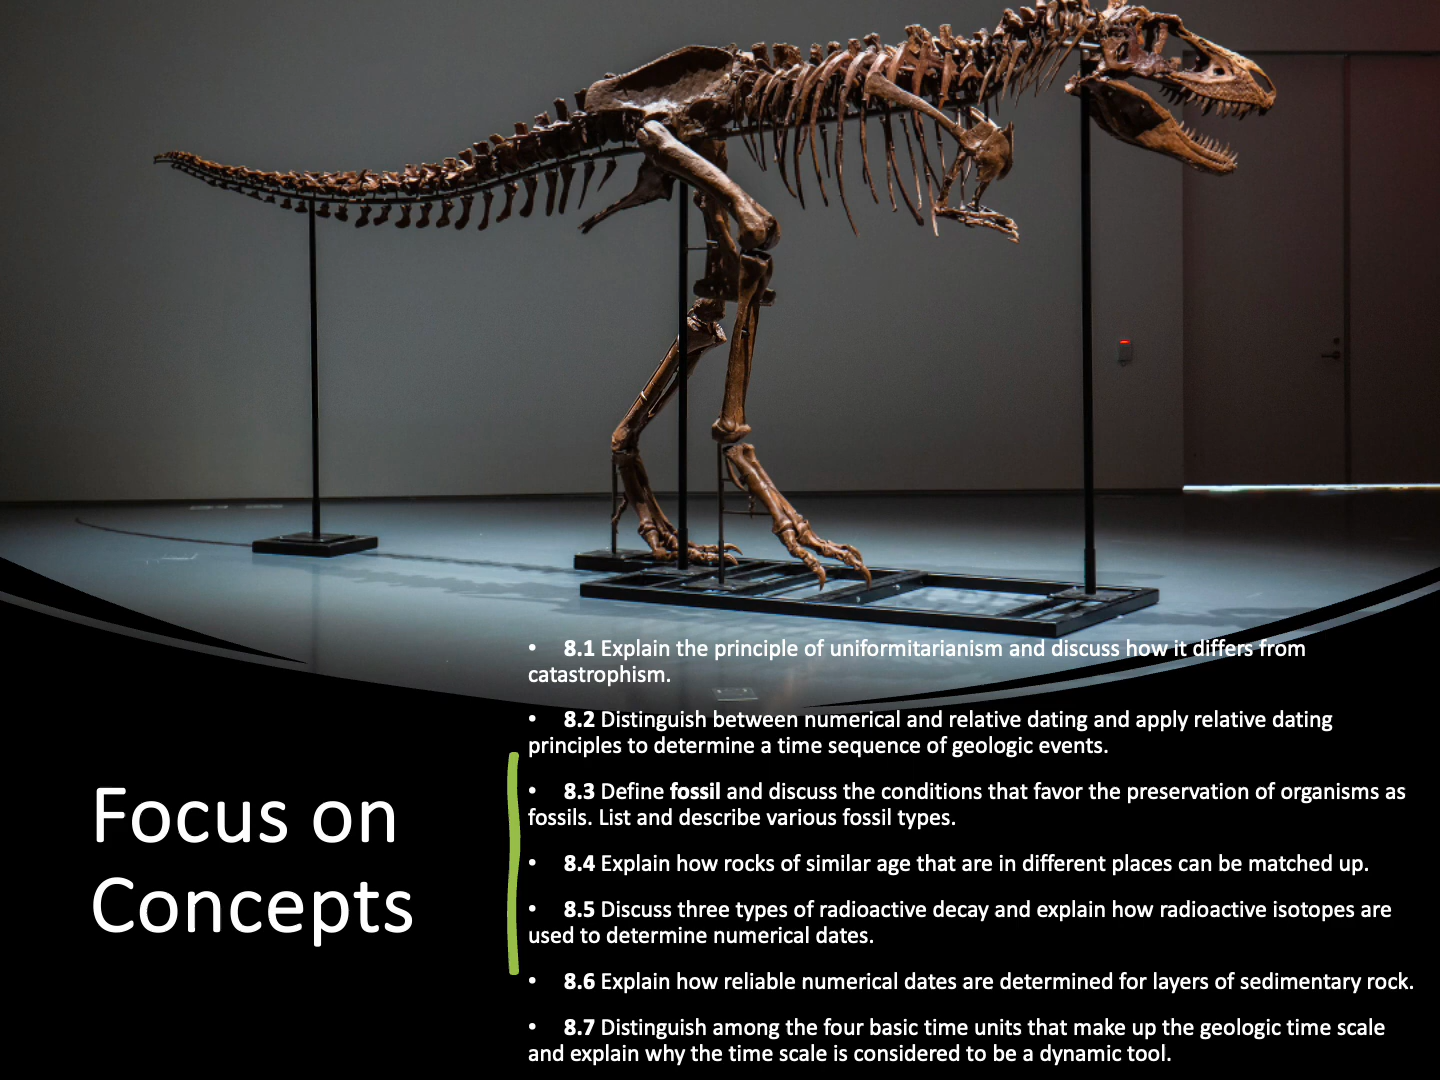 Focus on
Concepts
• 8.1 Explain the principle of uniformitarianism and discuss how it differs from
catastrophism.
• 8.2 Distinguish between numerical and relative dating and apply relative dating
principles to determine a time sequence of geologic events.
• 8.3 Define fossil and discuss the conditions that favor the preservation of organisms as
fossils. List and describe various fossil types.
• 8.4 Explain how rocks of similar age that are in different places can be matched up.
• 8.5 Discuss three types of radioactive decay and explain how radioactive isotopes are
used to determine numerical dates.
• 8.6 Explain how reliable numerical dates are determined for layers of sedimentary rock.
• 8.7 Distinguish among the four basic time units that make up the geologic time scale
and explain why the time scale is considered to be a dynamic tool.